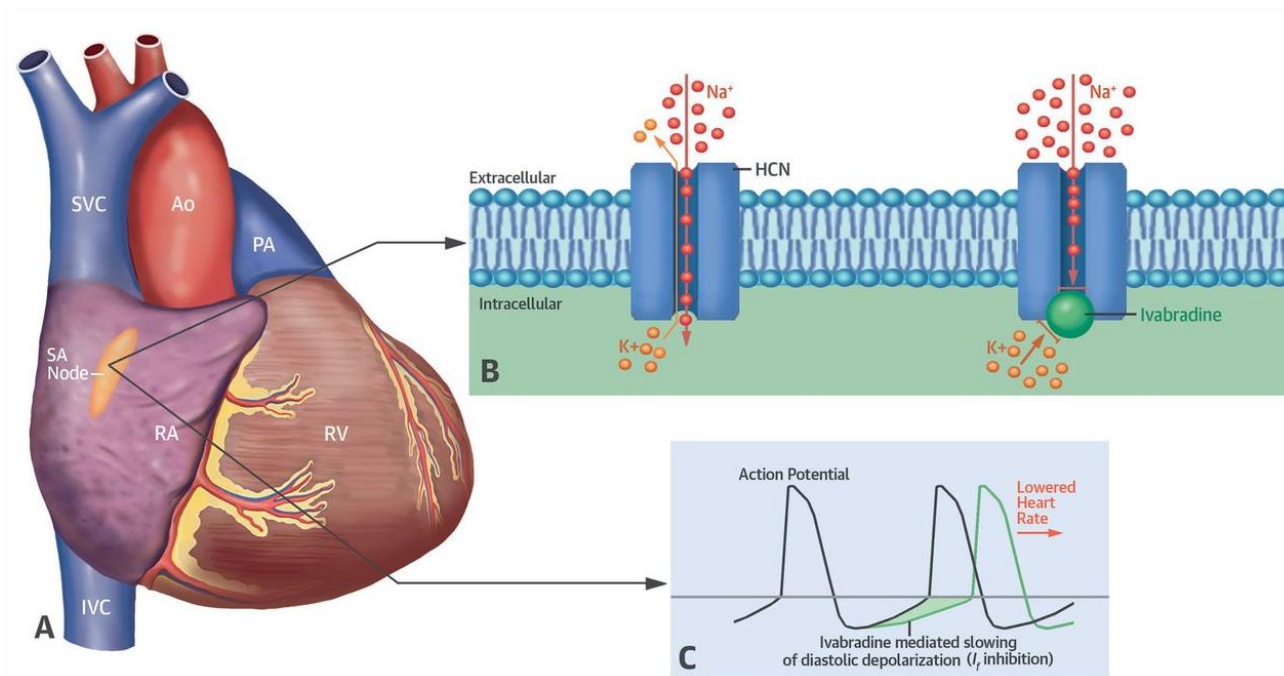 SVC
Ao
PA
SA
Node
RA
RV
IVC
A
Na⁺
Na⁺
HCN
Extracellular
Intracellular
Ivabradine
K+
K+
B
Action Potential
Lowered
Heart
Rate
Ivabradine mediated slowing
of diastolic depolarization (If inhibition)
C